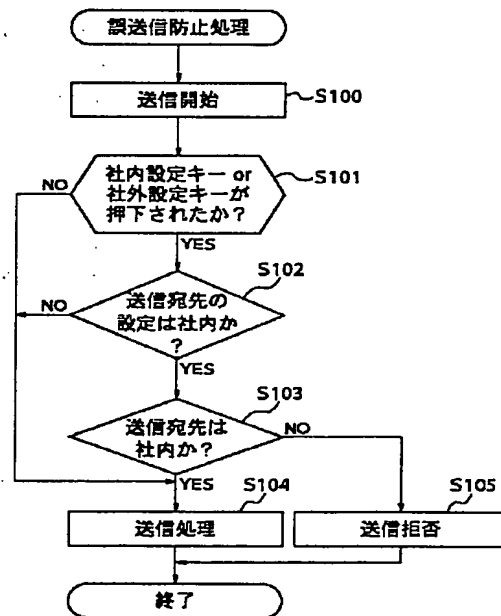 誤送信防止処理
送信開始
S100
社内設定キー or
社外設定キーが
押下されたか？
S101
NO
YES
送信宛先の
設定は社内か
？
S102
NO
YES
送信宛先は
社内か？
S103
NO
YES
送信処理
S104
送信拒否
S105
終了